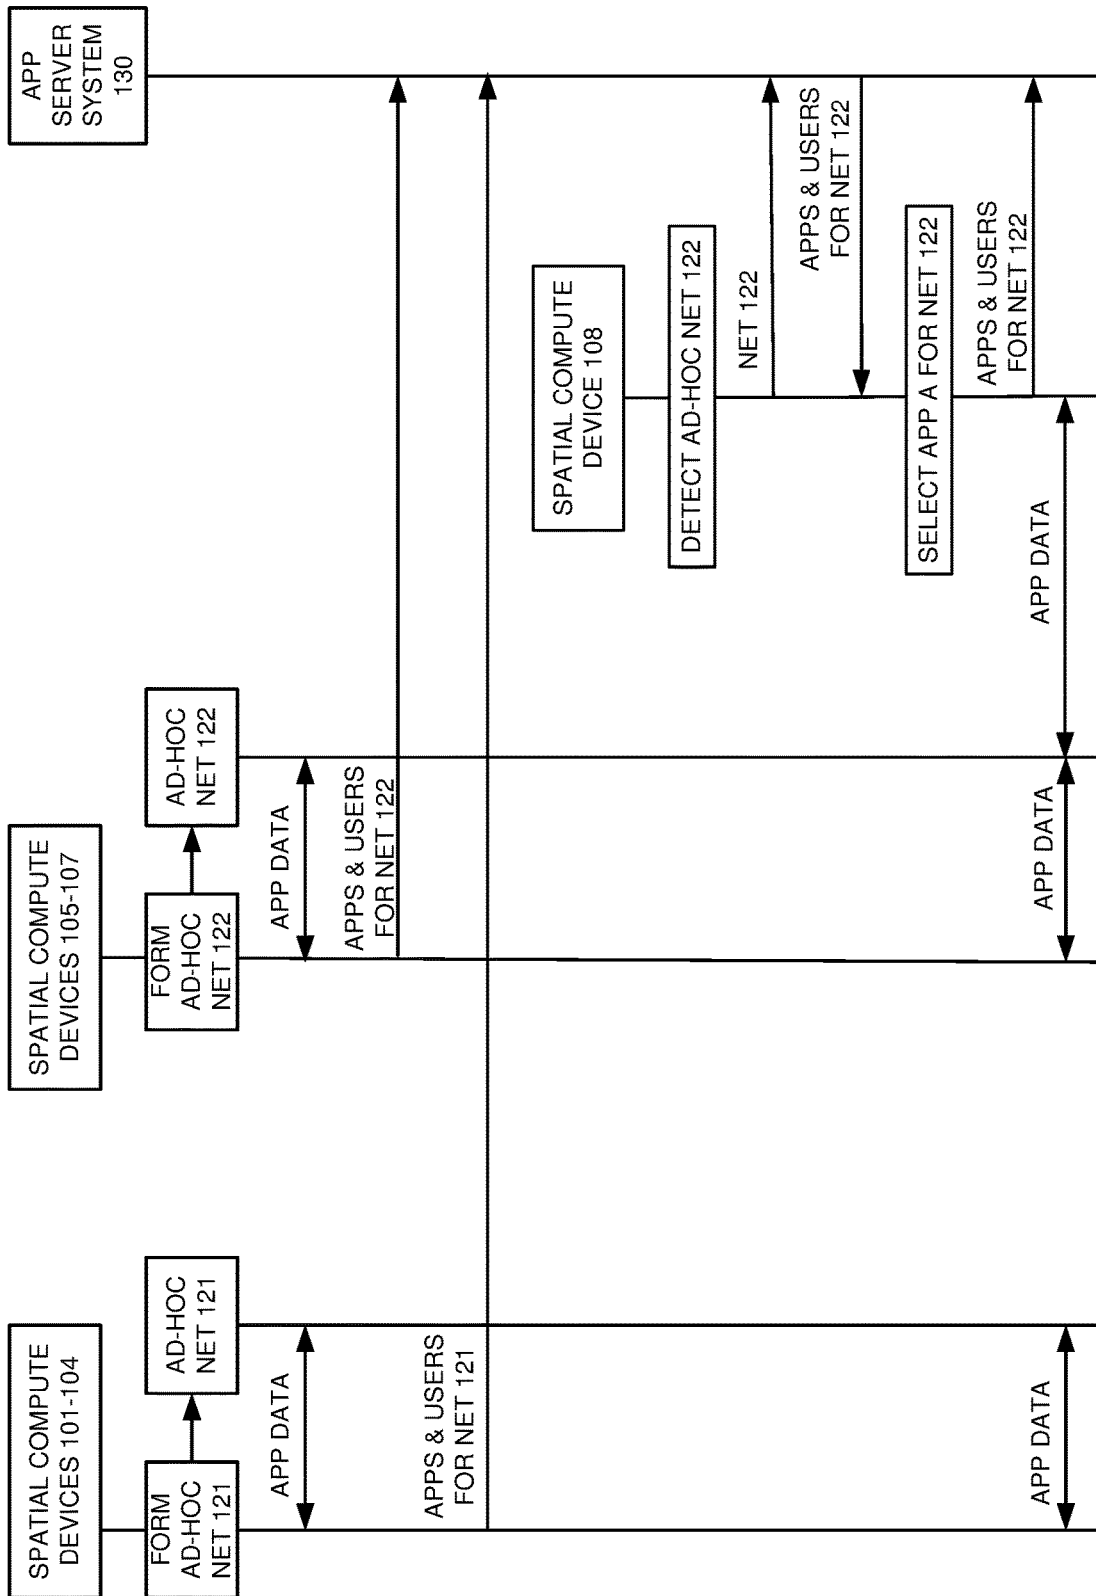 SPATIAL COMPUTE
DEVICES 101-104
FORM
AD-HOC
NET 121
AD-HOC
NET 121
SPATIAL COMPUTE
DEVICES 105-107
FORM
AD-HOC
NET 122
AD-HOC
NET 122
APP
SERVER
SYSTEM
130
APP DATA
APP DATA
APPS & USERS
FOR NET 122
APPS & USERS
FOR NET 121
SPATIAL COMPUTE
DEVICE 108
DETECT AD-HOC NET 122
NET 122
APPS & USERS
FOR NET 122
SELECT APP A FOR NET 122
APPS & USERS
FOR NET 122
APP DATA
APP DATA
APP DATA